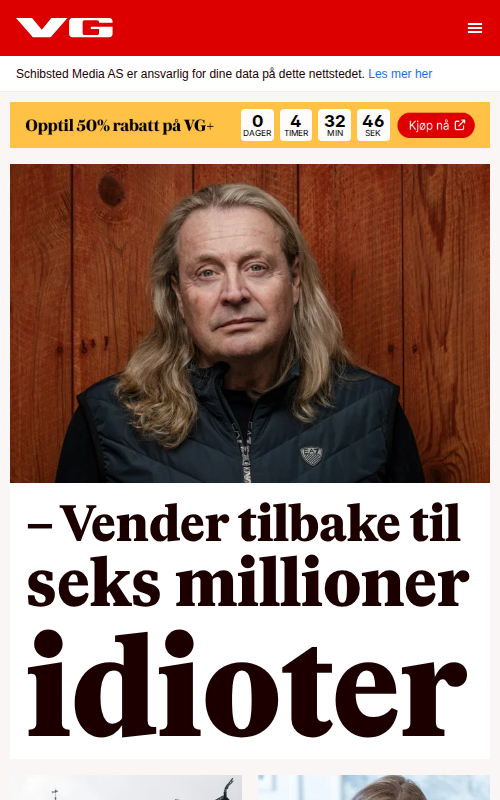 VG
Schibsted Media AS er ansvarlig for dine data på dette nettstedet. Les mer her
Opptil 50% rabatt på VG+
0 4 32 46
DAGER TIMER MIN SEK
Kjøp nå
EA7
– Vender tilbake til
seks millioner
idioter